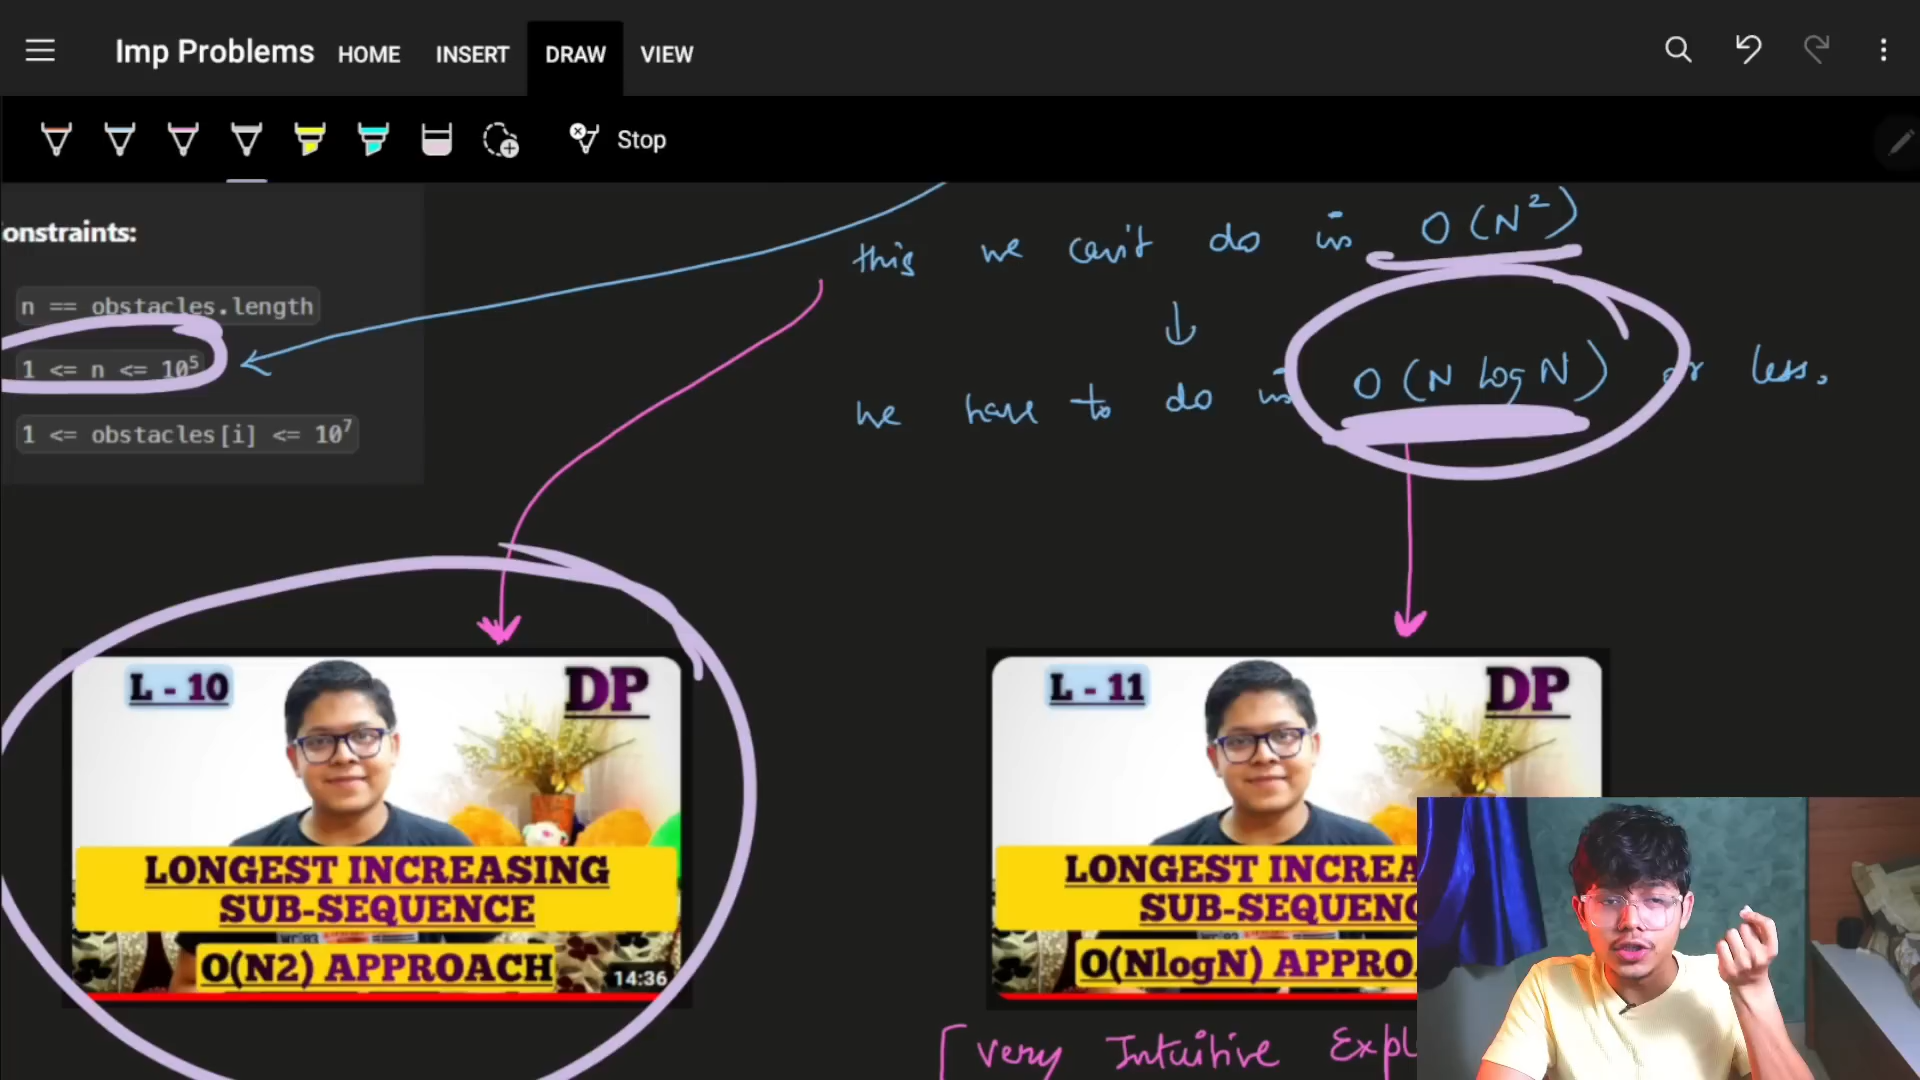 Imp Problems HOME INSERT DRAW VIEW
Stop
onstraints:
n == obstacles.length
1 <= n <= 10^5
1 <= obstacles[i] <= 10^7
this we can't do in O(N²)
↓
we have to do in O(N log N) or less.
L - 10
DP
LONGEST INCREASING
SUB-SEQUENCE
O(N2) APPROACH
14:36
L - 11
DP
LONGEST INCREA
SUB-SEQUENC
O(NlogN) APPRO
[very Intuitive Expl